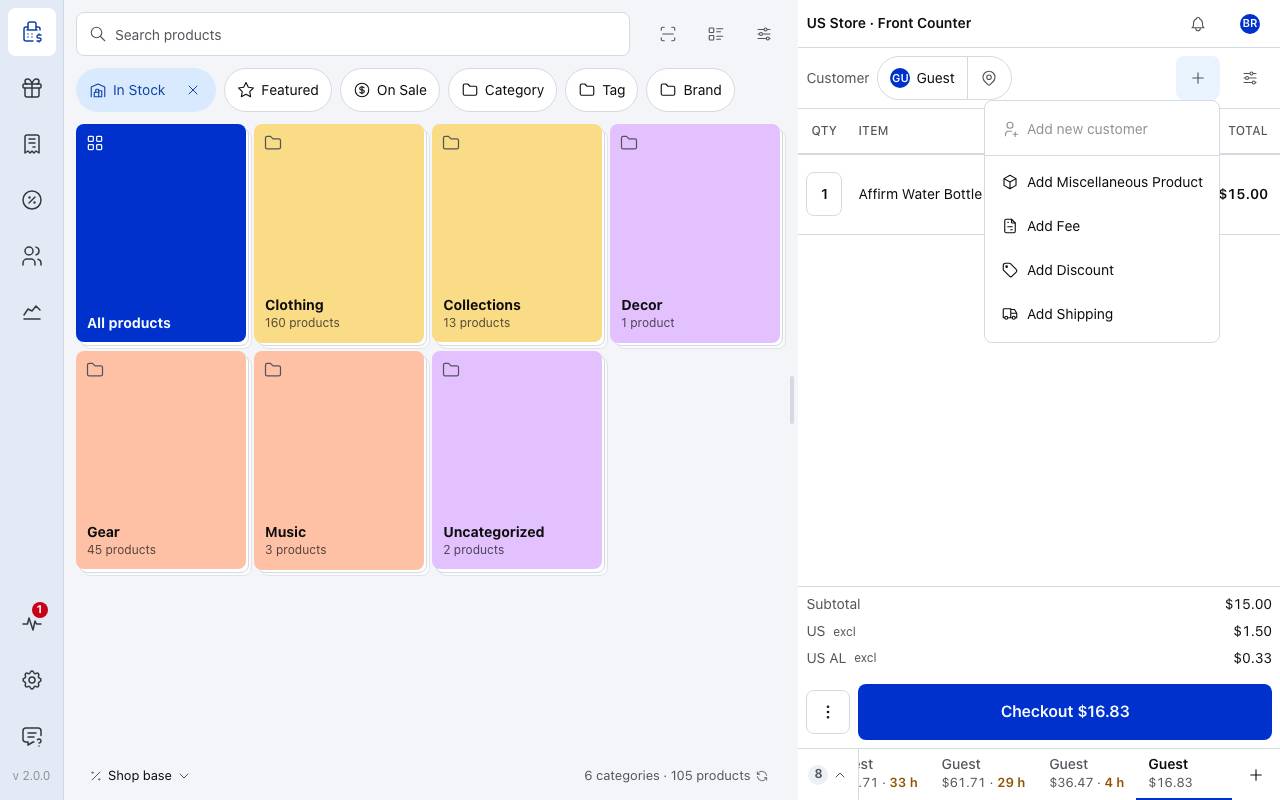 US Store · Front Counter
BR
Search products
In Stock
Featured
On Sale
Category
Tag
Brand
Customer
GU Guest
QTY ITEM TOTAL
Add new customer
Add Miscellaneous Product
Add Fee
Add Discount
Add Shipping
1 Affirm Water Bottle $15.00
All products
Clothing
160 products
Collections
13 products
Decor
1 product
Gear
45 products
Music
3 products
Uncategorized
2 products
Subtotal $15.00
US excl $1.50
US AL excl $0.33
Checkout $16.83
1
v 2.0.0
Shop base
6 categories · 105 products
8
est
.71 · 33 h
Guest
$61.71 · 29 h
Guest
$36.47 · 4 h
Guest
$16.83